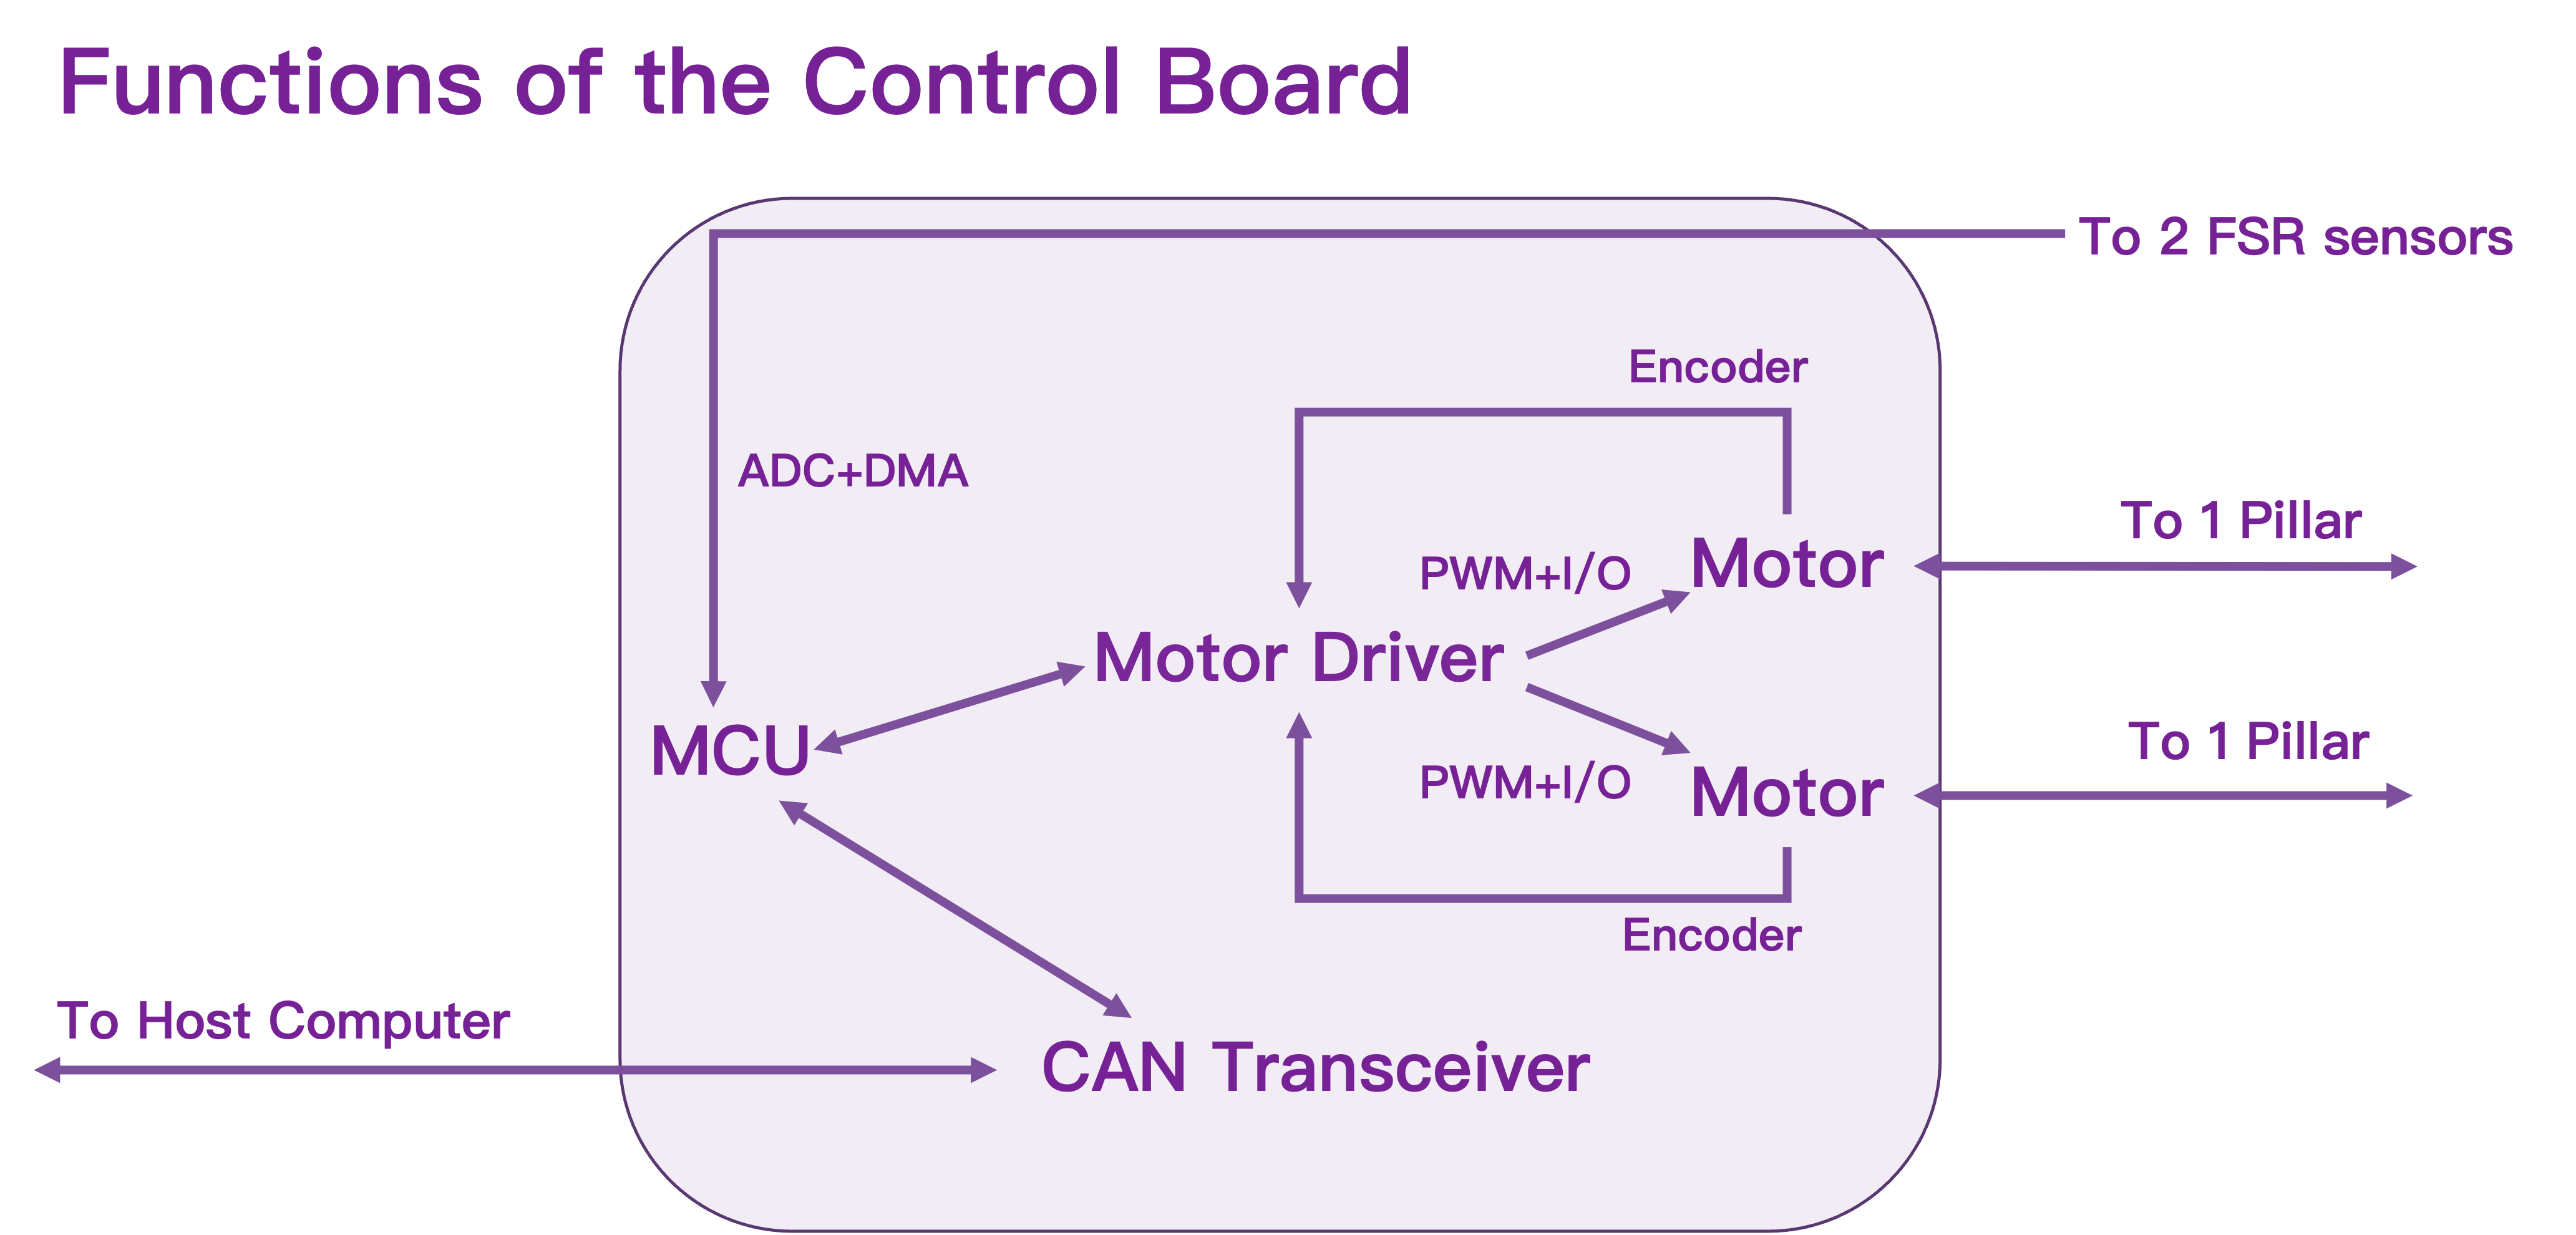 Functions of the Control Board
To 2 FSR sensors
Encoder
ADC+DMA
To 1 Pillar
PWM+I/O
Motor
Motor Driver
MCU
To 1 Pillar
PWM+I/O
Motor
Encoder
To Host Computer
CAN Transceiver